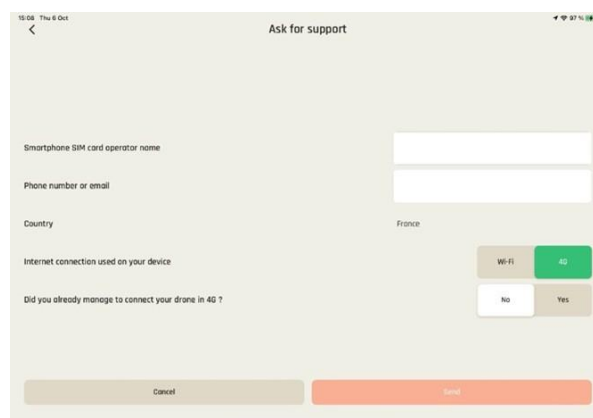 15:08 Thu 6 Oct 97 %
Ask for support
Smartphone SIM card operator name
Phone number or email
Country France
Internet connection used on your device Wi-Fi 4G
Did you already manage to connect your drone in 4G ? No Yes
Cancel Send